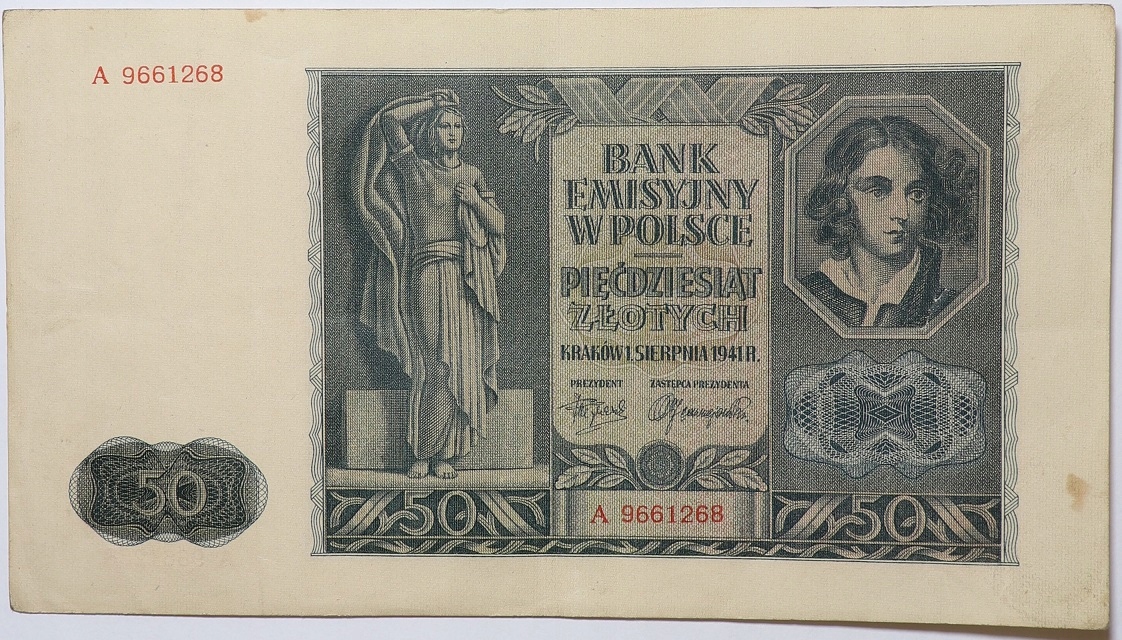 A 9661268
BANK
EMISYJNY
W POLSCE
PIĘĆDZIESIĄT
ZŁOTYCH
KRAKÓW 1. SIERPNIA 1941 R.
PREZYDENT ZASTĘPCA PREZYDENTA
50
50
A 9661268
50